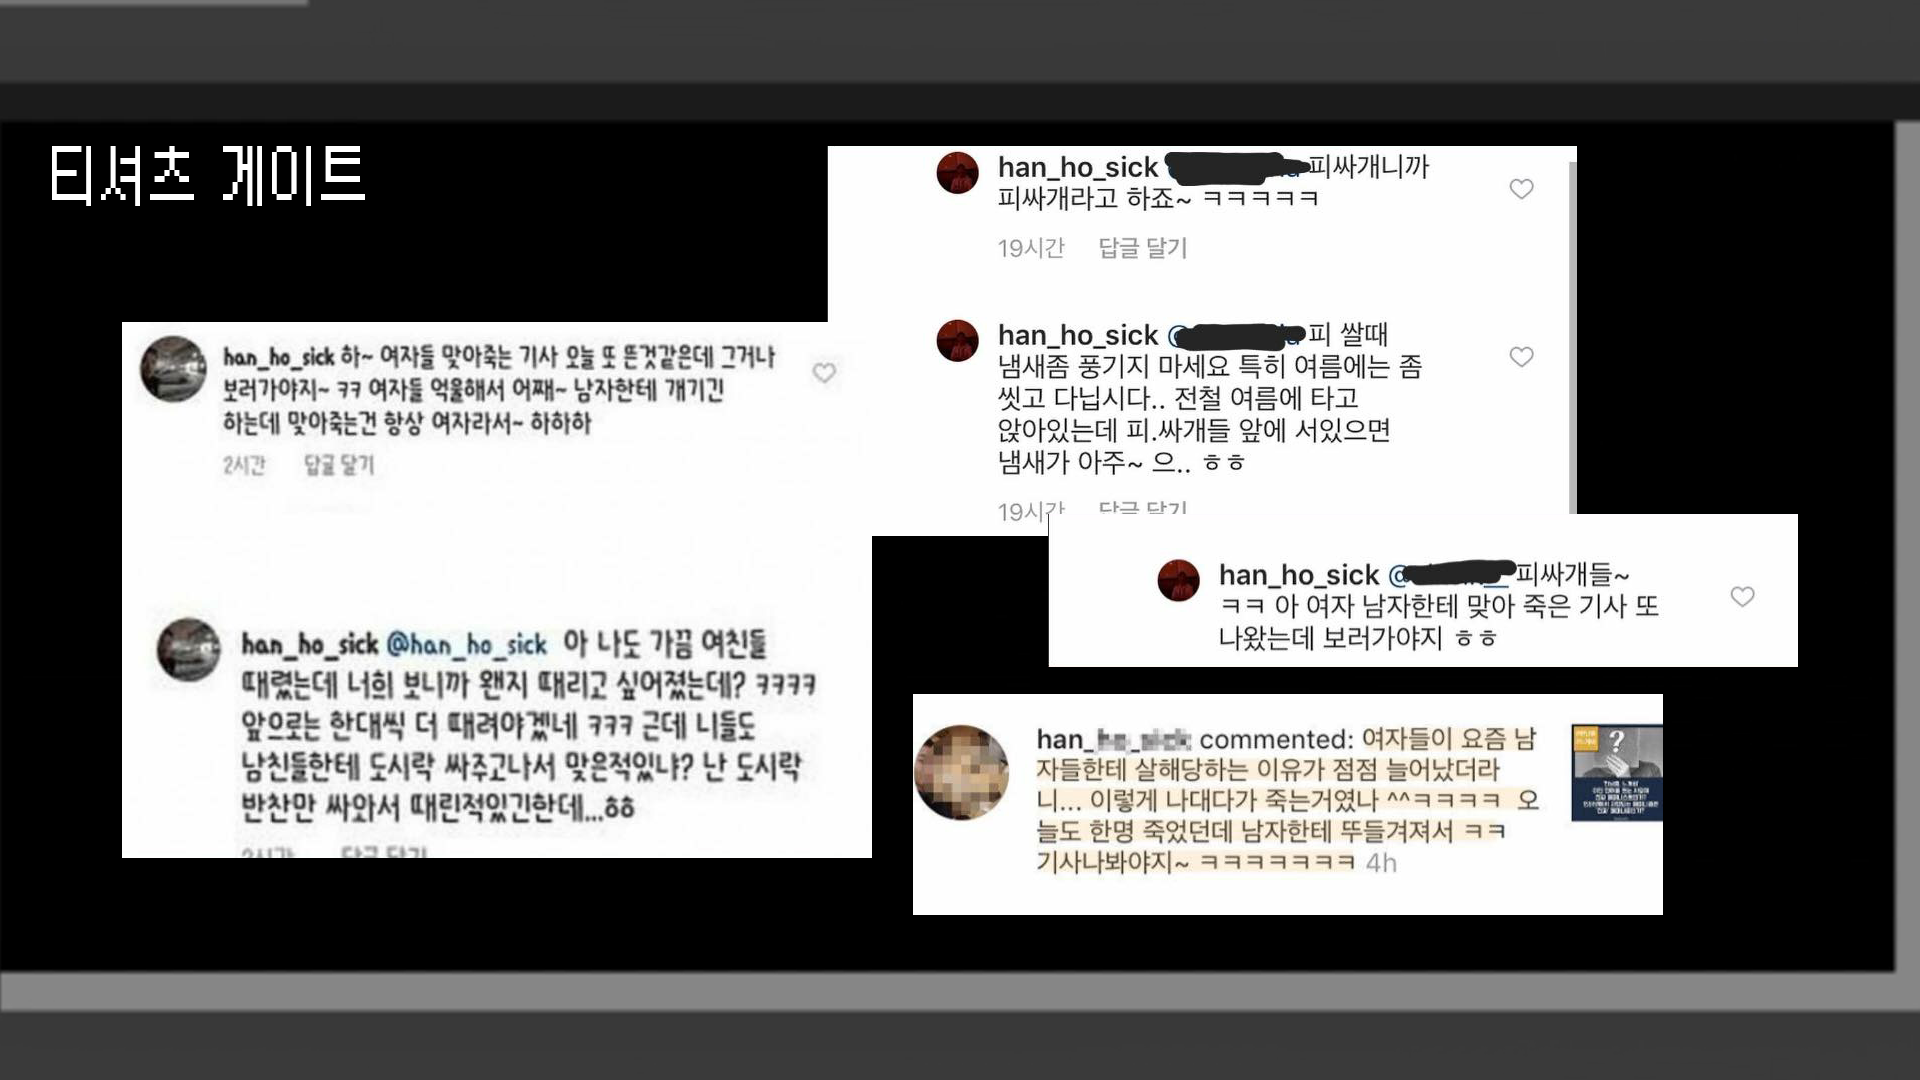 티셔츠 게이트
han_ho_sick 하~ 여자들 맞아죽는 기사 오늘 또 뜬것같은데 그거나
보러가야지~ ㅋㅋ 여자들 억울해서 어째~ 남자한테 개기긴
하는데 맞아죽는건 항상 여자라서~ 하하하
2시간 답글 달기
han_ho_sick @han_ho_sick 아 나도 가끔 여친들
때렸는데 너희 보니까 왠지 때리고 싶어졌는데? ㅋㅋㅋㅋ
앞으로는 한대씩 더 때려야겠네 ㅋㅋㅋ 근데 니들도
남친들한테 도시락 싸주고나서 맞은적있냐? 난 도시락
반찬만 싸와서 때린적있긴한데...ㅎㅎ
2시간 답글 달기
han_ho_sick 피싸개니까
피싸개라고 하죠~ ㅋㅋㅋㅋㅋ
19시간 답글 달기
han_ho_sick @ 피 쌀때
냄새좀 풍기지 마세요 특히 여름에는 좀
씻고 다닙시다.. 전철 여름에 타고
앉아있는데 피.싸개들 앞에 서있으면
냄새가 아주~ 으.. ㅎㅎ
19시간 답글 달기
han_ho_sick @ 피싸개들~
ㅋㅋ 아 여자 남자한테 맞아 죽은 기사 또
나왔는데 보러가야지 ㅎㅎ
han_ commented: 여자들이 요즘 남
자들한테 살해당하는 이유가 점점 늘어났더라
니... 이렇게 나대다가 죽는거였나 ^^ㅋㅋㅋㅋ 오
늘도 한명 죽었던데 남자한테 뚜들겨져서 ㅋㅋ
기사나봐야지~ ㅋㅋㅋㅋㅋㅋㅋ 4h
?